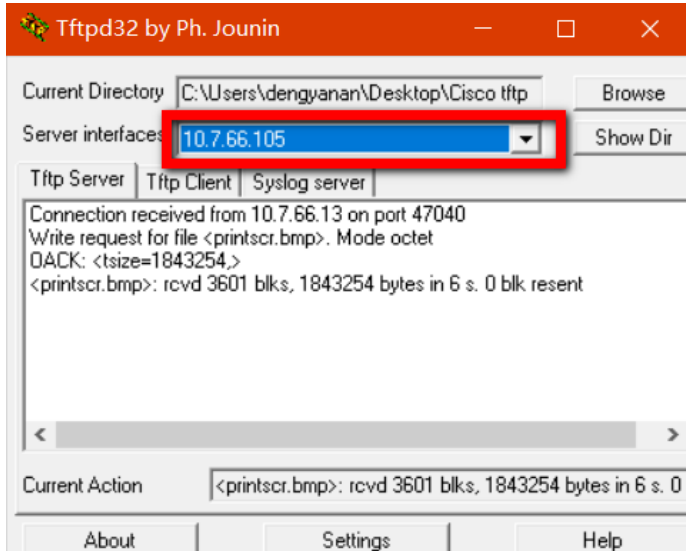 Tftpd32 by Ph. Jounin
Current Directory C:\Users\dengyanan\Desktop\Cisco tftp Browse
Server interfaces 10.7.66.105 Show Dir
Tftp Server Tftp Client Syslog server
Connection received from 10.7.66.13 on port 47040
Write request for file <printscr.bmp>. Mode octet
OACK: <tsize=1843254,>
<printscr.bmp>: rcvd 3601 blks, 1843254 bytes in 6 s. 0 blk resent
Current Action <printscr.bmp>: rcvd 3601 blks, 1843254 bytes in 6 s. 0
About Settings Help